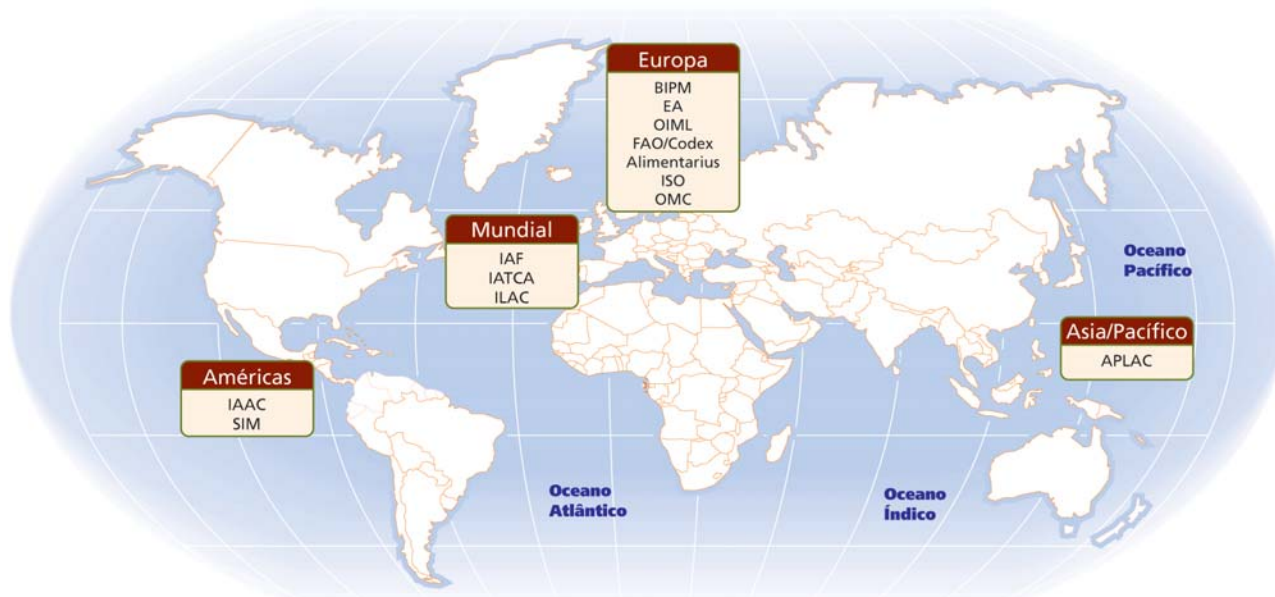 Europa
BIPM
EA
OIML
FAO/Codex
Alimentarius
ISO
OMC
Mundial
IAF
IATCA
ILAC
Oceano
Pacífico
Asia/Pacífico
APLAC
Américas
IAAC
SIM
Oceano
Atlântico
Oceano
Índico